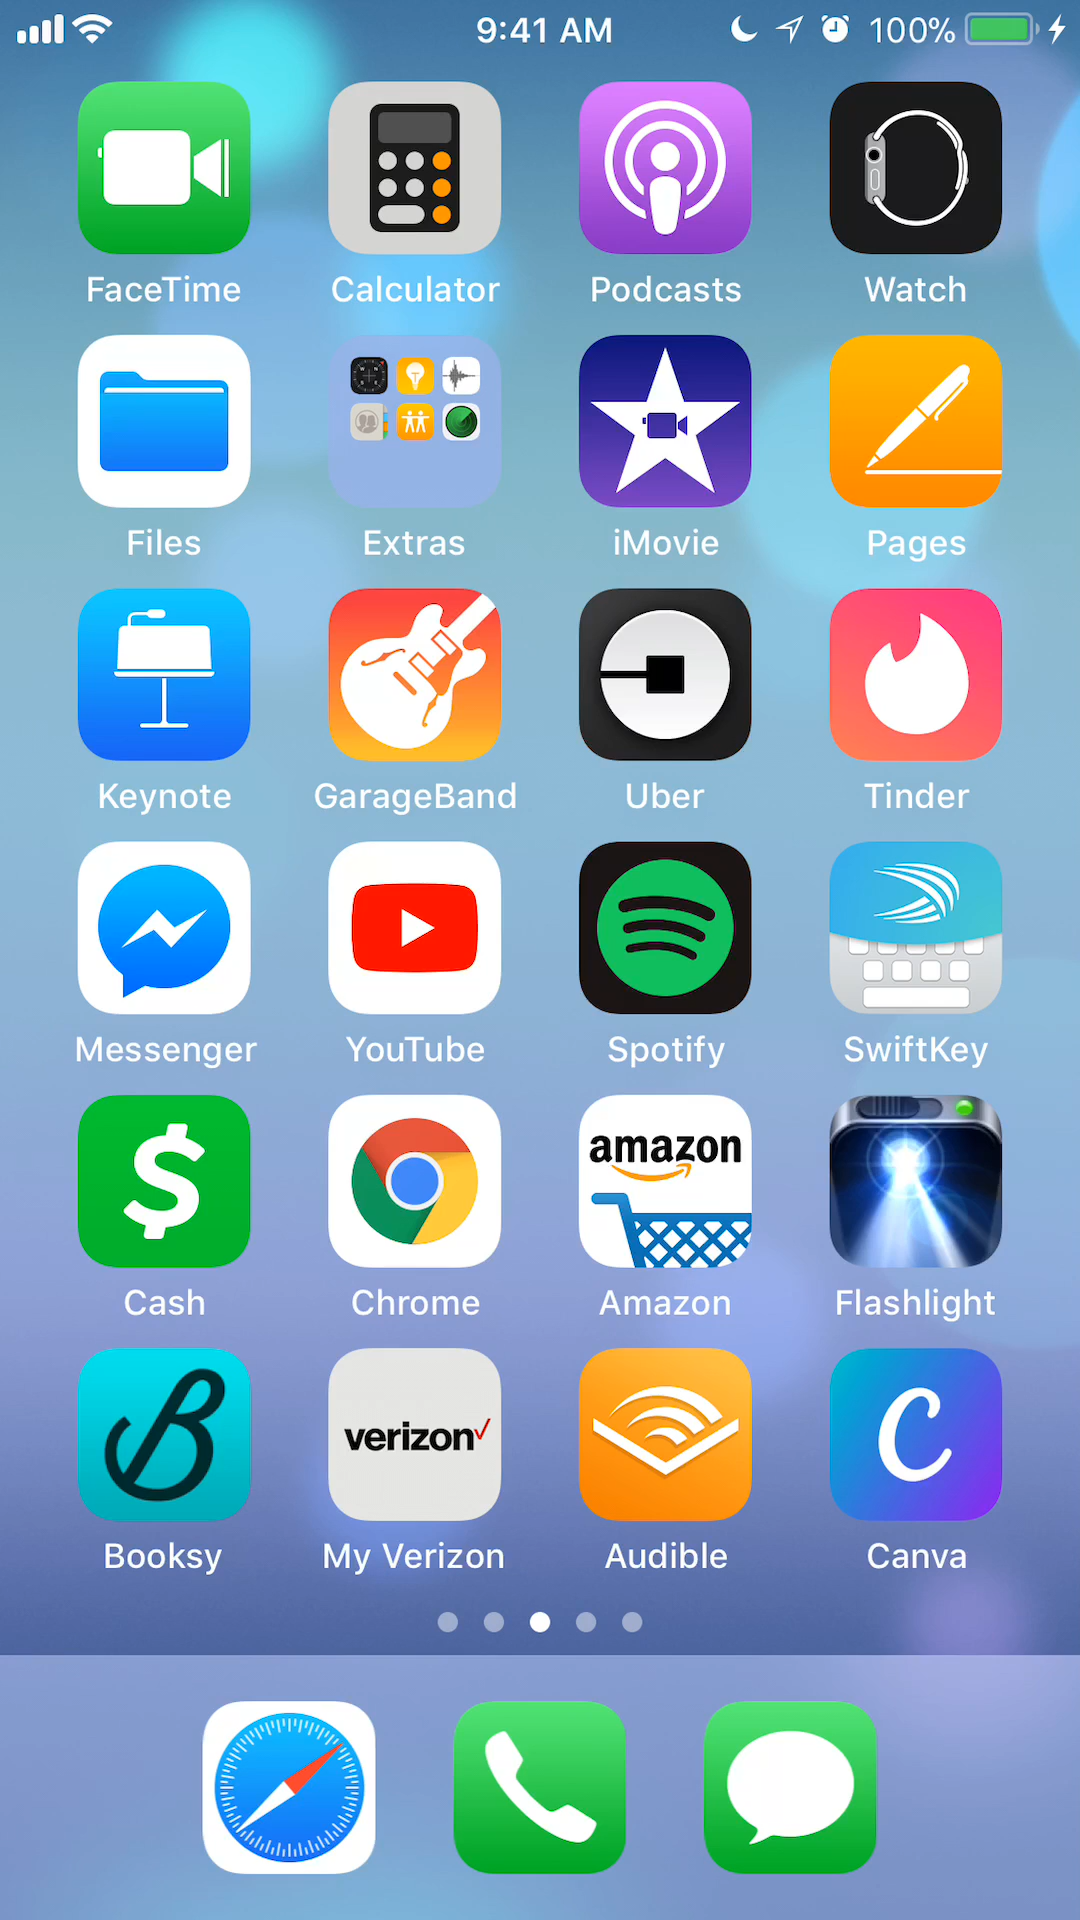 9:41 AM 100%
FaceTime Calculator Podcasts Watch
Files Extras iMovie Pages
Keynote GarageBand Uber Tinder
Messenger YouTube Spotify SwiftKey
amazon
Cash Chrome Amazon Flashlight
verizon
Booksy My Verizon Audible Canva